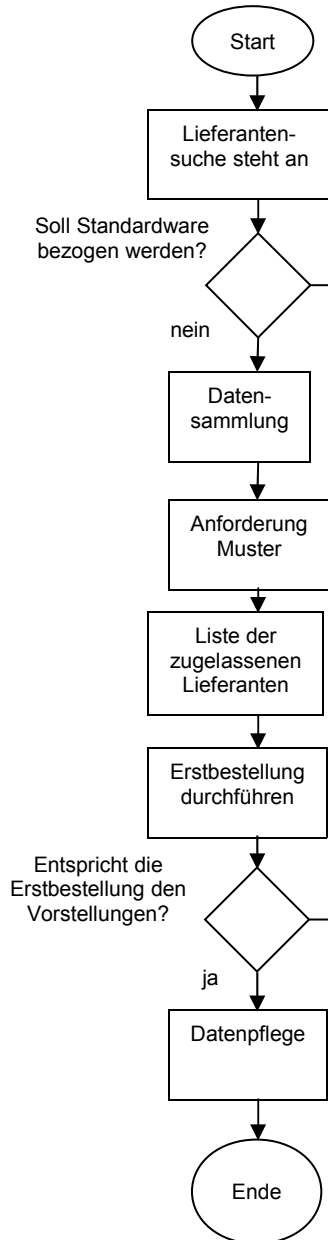 Start
Lieferanten-
suche steht an
Soll Standardware
bezogen werden?
nein
Daten-
sammlung
Anforderung
Muster
Liste der
zugelassenen
Lieferanten
Erstbestellung
durchführen
Entspricht die
Erstbestellung den
Vorstellungen?
ja
Datenpflege
Ende